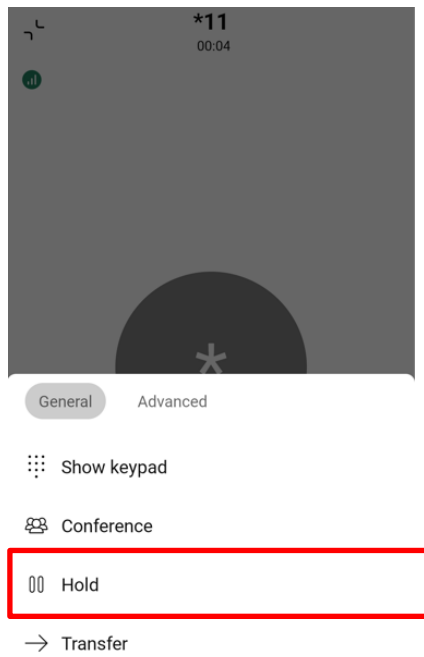 *11
00:04
*
General Advanced
Show keypad
Conference
Hold
Transfer